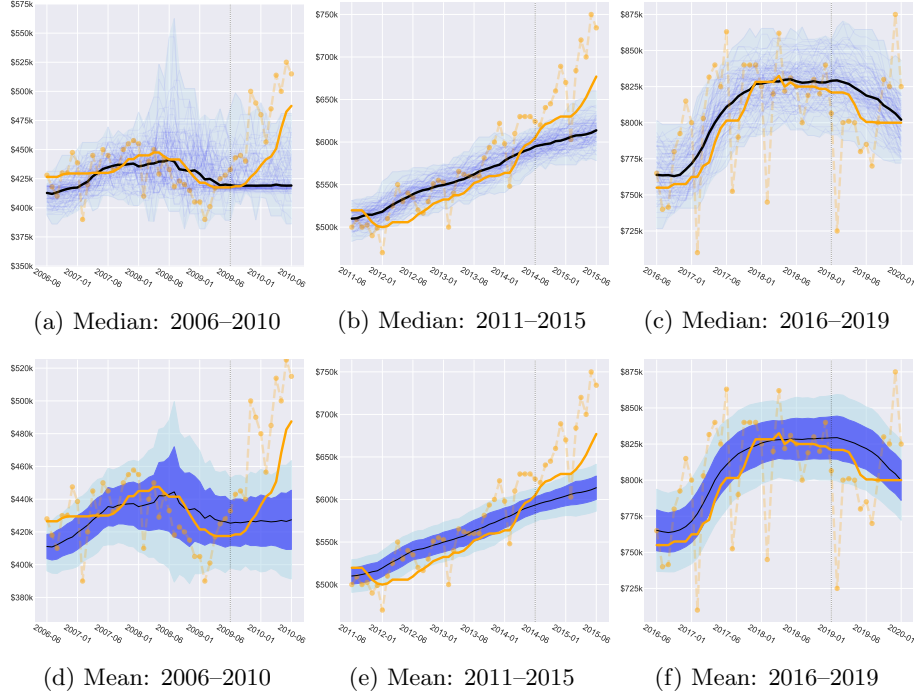 $575k
$550k
$525k
$500k
$475k
$450k
$425k
$400k
$375k
$350k
2006-06
2007-01
2007-06
2008-01
2008-06
2009-01
2009-06
2010-01
2010-06
(a) Median: 2006–2010
$750k
$700k
$650k
$600k
$550k
$500k
2011-06
2012-01
2012-06
2013-01
2013-06
2014-01
2014-06
2015-01
2015-06
(b) Median: 2011–2015
$875k
$850k
$825k
$800k
$775k
$750k
$725k
2016-06
2017-01
2017-06
2018-01
2018-06
2019-01
2019-06
2020-01
(c) Median: 2016–2019
$520k
$500k
$480k
$460k
$440k
$420k
$400k
$380k
2006-06
2007-01
2007-06
2008-01
2008-06
2009-01
2009-06
2010-01
2010-06
(d) Mean: 2006–2010
$750k
$700k
$650k
$600k
$550k
$500k
2011-06
2012-01
2012-06
2013-01
2013-06
2014-01
2014-06
2015-01
2015-06
(e) Mean: 2011–2015
$875k
$850k
$825k
$800k
$775k
$750k
$725k
2016-06
2017-01
2017-06
2018-01
2018-06
2019-01
2019-06
2020-01
(f) Mean: 2016–2019